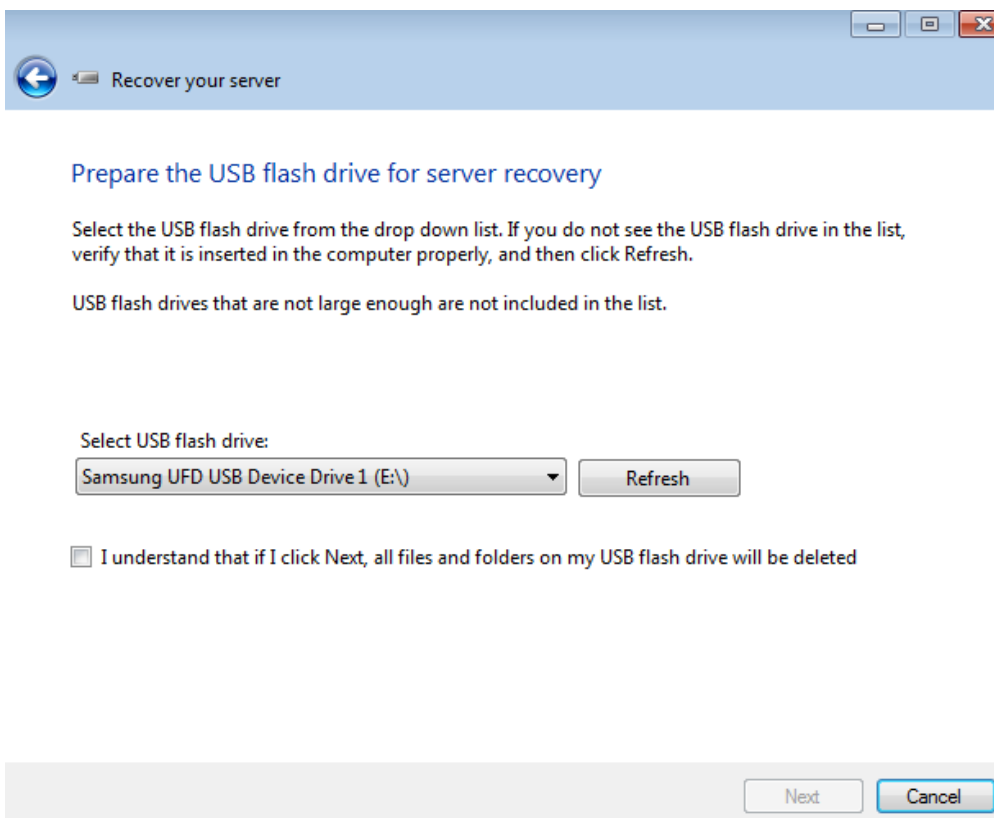 Recover your server
Prepare the USB flash drive for server recovery
Select the USB flash drive from the drop down list. If you do not see the USB flash drive in the list,
verify that it is inserted in the computer properly, and then click Refresh.
USB flash drives that are not large enough are not included in the list.
Select USB flash drive:
Samsung UFD USB Device Drive 1 (E:\)
Refresh
I understand that if I click Next, all files and folders on my USB flash drive will be deleted
Next
Cancel